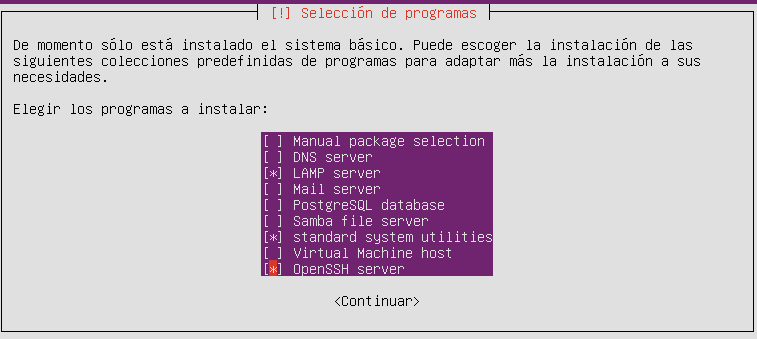 [!] Selección de programas
De momento sólo está instalado el sistema básico. Puede escoger la instalación de las
siguientes colecciones predefinidas de programas para adaptar más la instalación a sus
necesidades.
Elegir los programas a instalar:
[ ] Manual package selection
[ ] DNS server
[*] LAMP server
[ ] Mail server
[ ] PostgreSQL database
[ ] Samba file server
[*] standard system utilities
[ ] Virtual Machine host
[*] OpenSSH server
<Continuar>